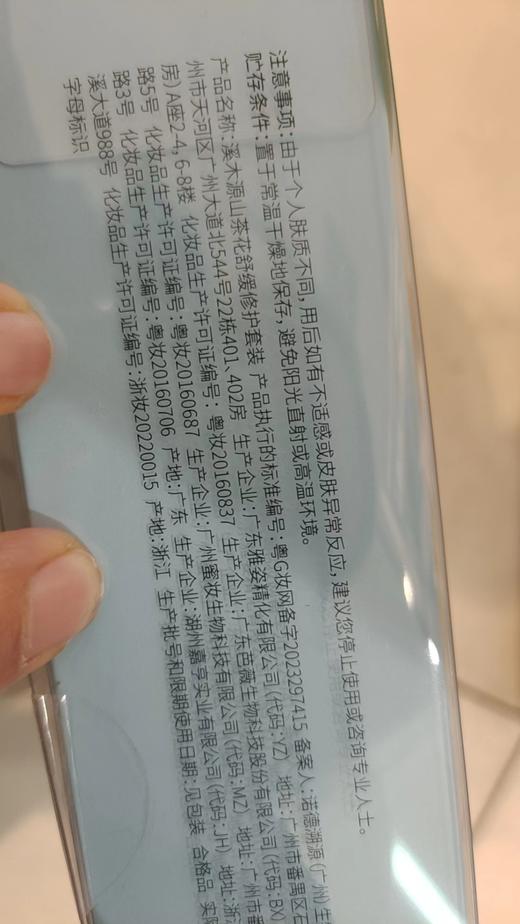 注意事项:由于个人肤质不同,用后如有不适感或皮肤异常反应,建议您停止使用或咨询专业人士。
贮存条件:置于常温干燥地保存,避免阳光直射或高温环境。
产品名称:溪木源山茶花舒缓修护套装 产品执行的标准编号:粤G妆网备字2023297415 备案人:诺德溯源(广州)生
州市天河区广州大道北544号22栋401、402房 生产企业:广东雅姿精化有限公司(代码:YZ) 地址:广州市番禺区石
房)A座2-4, 6-8楼 化妆品生产许可证编号:粤妆20160837 生产企业:广东芭薇生物科技股份有限公司(代码:BX)
路5号 化妆品生产许可证编号:粤妆20160687 生产企业:广州蜜妆生物科技有限公司(代码:MZ) 地址:广州市
路3号 化妆品生产许可证编号:粤妆20160706 产地:广东 生产企业:湖州嘉亨实业有限公司(代码:JH) 地址:浙
溪大道988号 化妆品生产许可证编号:浙妆20220015 产地:浙江 生产批号和限期使用日期:见包装 合格品 实际
字母标识